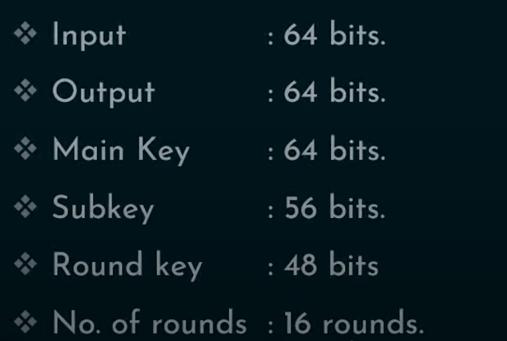 ❖ Input : 64 bits.
❖ Output : 64 bits.
❖ Main Key : 64 bits.
❖ Subkey : 56 bits.
❖ Round key : 48 bits
❖ No. of rounds : 16 rounds.